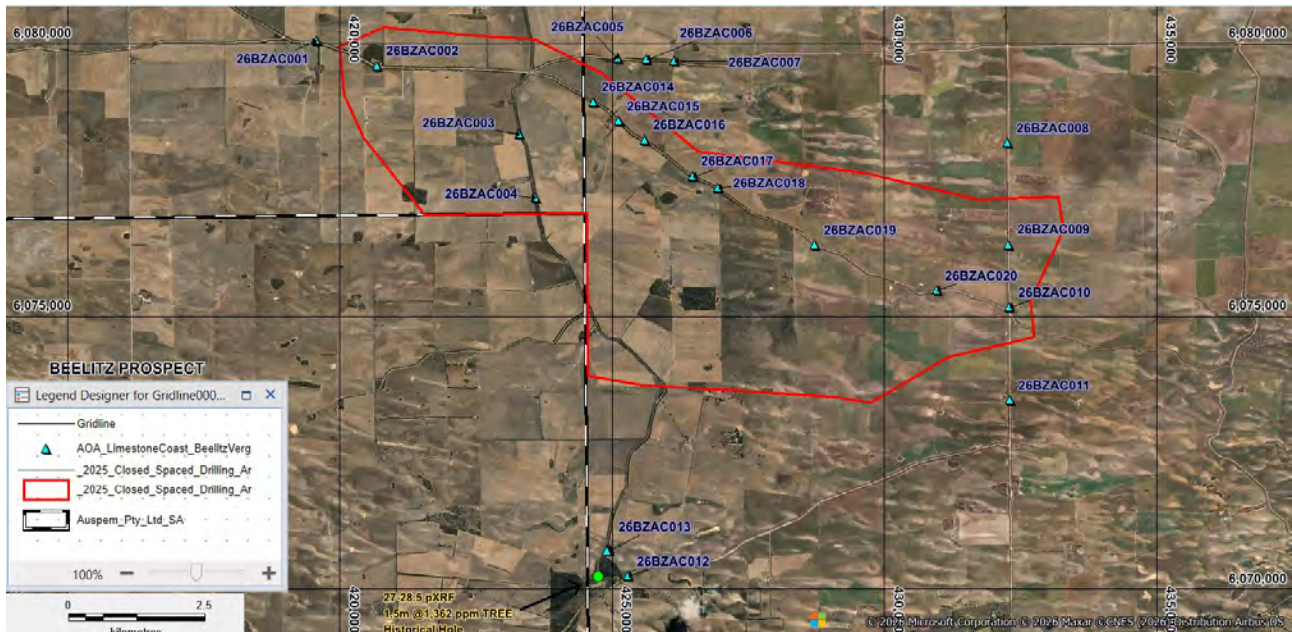 6,080,000
420,000
26BZAC005
26BZAC006
430,000
435,000
6,080,000
26BZAC001
26BZAC002
26BZAC007
26BZAC014
26BZAC015
26BZAC003
26BZAC016
26BZAC008
26BZAC017
26BZAC004
26BZAC018
26BZAC019
26BZAC009
26BZAC020
26BZAC010
6,075,000
6,075,000
BEELITZ PROSPECT
Legend Designer for Gridline000...
Gridline
AOA_LimestoneCoast_BeelitzVerg
_2025_Closed_Spaced_Drilling_Ar
_2025_Closed_Spaced_Drilling_Ar
Auspem_Pty_Ltd_SA
100%
26BZAC011
26BZAC013
26BZAC012
6,070,000
27-28.5 pXRF
1.5m @1,362 ppm TREE
Historical Hole
420,000
425,000
430,000
435,000
0 2.5
kilometres
© 2026 Microsoft Corporation © 2026 Maxar ©CNES (2026) Distribution Airbus DS